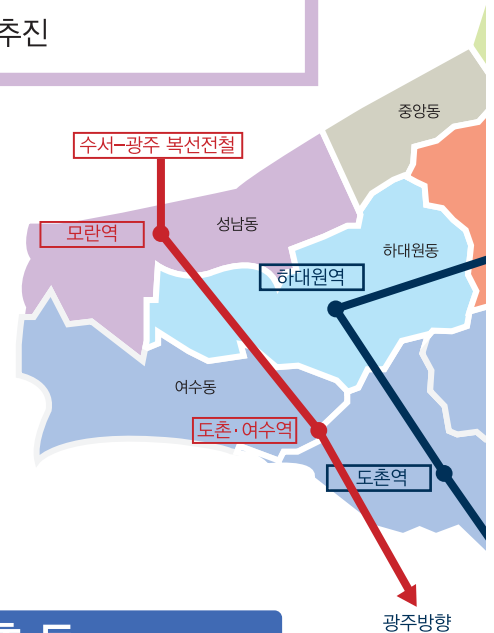 추진
중앙동
수서-광주 복선전철
모란역
성남동
하대원동
하대원역
여수동
도촌·여수역
도촌역
광주방향